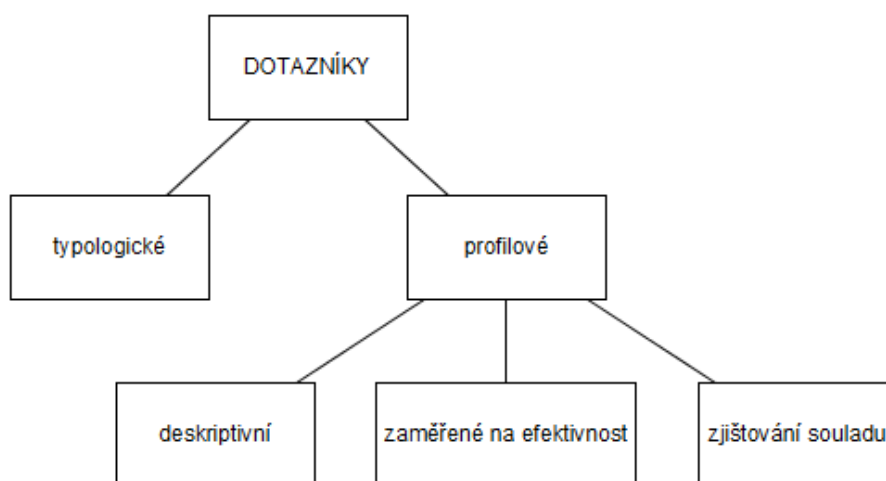 DOTAZNÍKY
typologické
profilové
deskriptivní
zaměřené na efektivnost
zjištování souladu